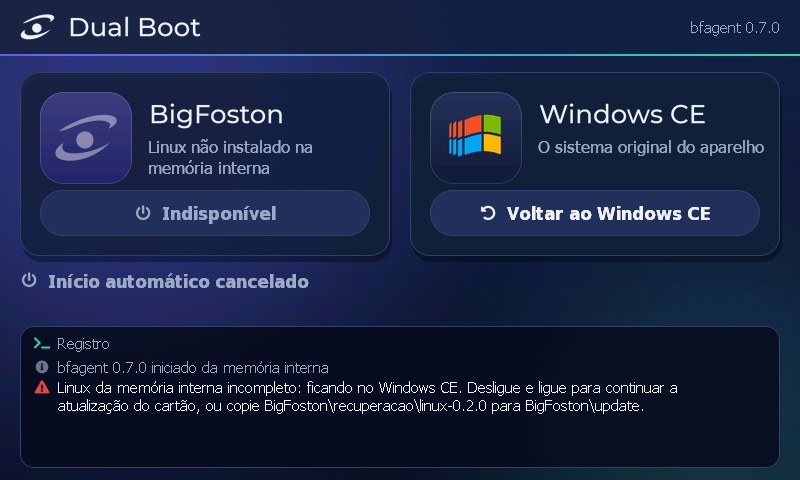 Dual Boot
bfagent 0.7.0
BigFoston
Linux não instalado na
memória interna
Indisponível
Windows CE
O sistema original do aparelho
Voltar ao Windows CE
Início automático cancelado
Registro
bfagent 0.7.0 iniciado da memória interna
Linux da memória interna incompleto: ficando no Windows CE. Desligue e ligue para continuar a
atualização do cartão, ou copie BigFoston\recuperacao\linux-0.2.0 para BigFoston\update.